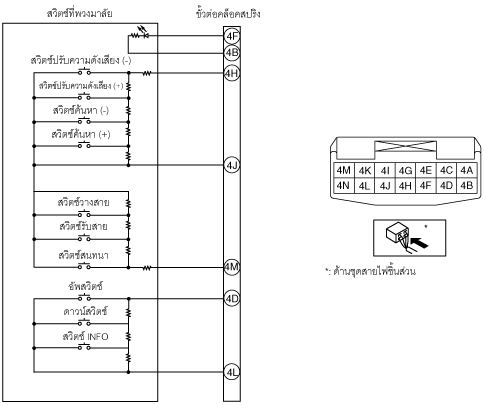 สวิตช์ที่พวงมาลัย
ขั้วต่อคล็อคสปริง
4F
4B
สวิตช์ปรับความดังเสียง (-)
4H
สวิตช์ปรับความดังเสียง (+)
สวิตช์ค้นหา (-)
สวิตช์ค้นหา (+)
4J
สวิตช์วางสาย
สวิตช์รับสาย
สวิตช์สนทนา
4M
อัพสวิตช์
4D
ดาวน์สวิตช์
สวิตช์ INFO
4L
4M 4K 4I 4G 4E 4C 4A
4N 4L 4J 4H 4F 4D 4B
*
*: ด้านชุดสายไฟชิ้นส่วน